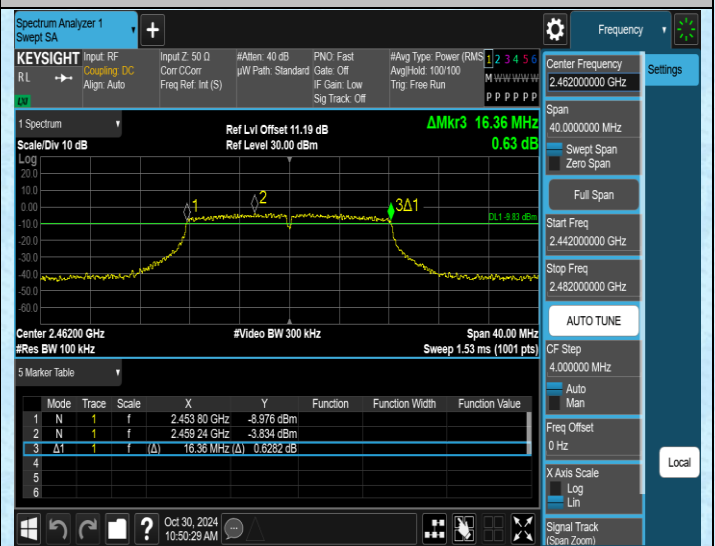 Spectrum Analyzer 1
Swept SA
+
Frequency
KEYSIGHT
RL
LW
Input: RF
Coupling: DC
Align: Auto
Input Z: 50 Ω
Corr CCorr
Freq Ref: Int (S)
#Atten: 40 dB
µW Path: Standard
PNO: Fast
Gate: Off
IF Gain: Low
Sig Track: Off
#Avg Type: Power (RMS
Avg|Hold: 100/100
Trig: Free Run
1 2 3 4 5 6
M W W W W W
P P P P P P
Center Frequency
2.462000000 GHz
Settings
1 Spectrum
Scale/Div 10 dB
Ref Lvl Offset 11.19 dB
Ref Level 30.00 dBm
ΔMkr3 16.36 MHz
0.63 dB
Span
40.0000000 MHz
Swept Span
Zero Span
Full Span
Start Freq
2.442000000 GHz
Stop Freq
2.482000000 GHz
AUTO TUNE
CF Step
4.000000 MHz
Auto
Man
Freq Offset
0 Hz
X Axis Scale
Log
Lin
Signal Track
(Span Zoom)
Local
Log
20.0
10.0
0.00
-10.0
-20.0
-30.0
-40.0
-50.0
-60.0
1
2
3Δ1
DL1 -9.83 dBm
Center 2.46200 GHz
#Video BW 300 kHz
Span 40.00 MHz
#Res BW 100 kHz
Sweep 1.53 ms (1001 pts)
5 Marker Table
Mode Trace Scale X Y Function Function Width Function Value
1 N 1 f 2.453 80 GHz -8.976 dBm
2 N 1 f 2.459 24 GHz -3.834 dBm
3 Δ1 1 f (Δ) 16.36 MHz (Δ) 0.6282 dB
4
5
6
?
Oct 30, 2024
10:50:29 AM